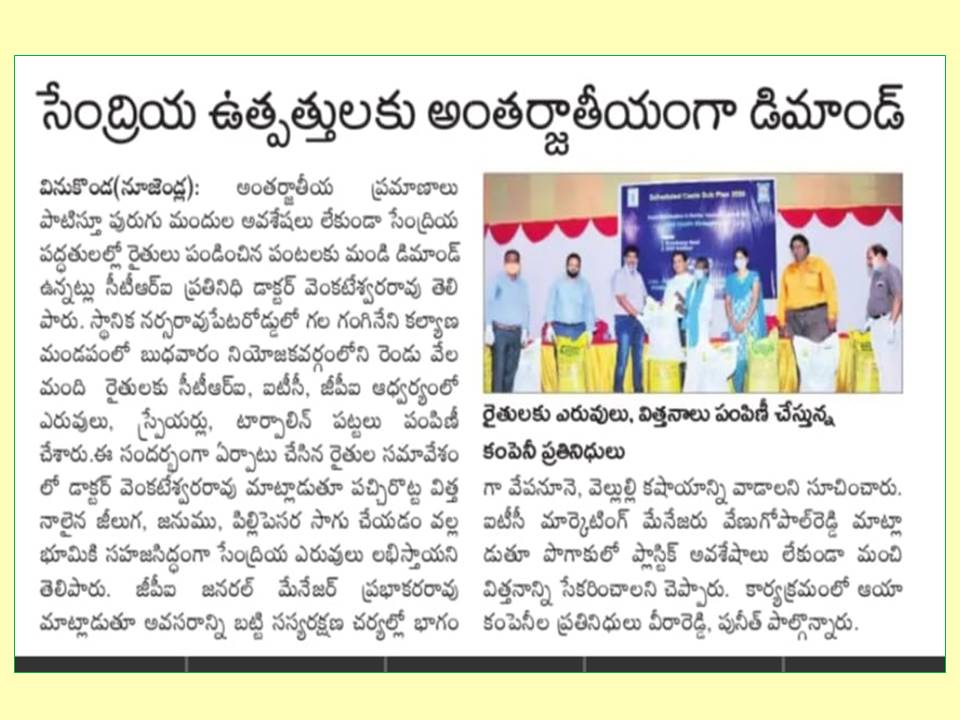 సేంద్రియ ఉత్పత్తులకు అంతర్జాతీయంగా డిమాండ్
వినుకొండ(నూజెండ్ల): అంతర్జాతీయ ప్రమాణాలు
పాటిస్తూ పురుగు మందుల అవశేషలు లేకుండా సేంద్రియ
పద్ధతులల్లో రైతులు పండించిన పంటలకు మండి డిమాండ్
ఉన్నట్లు సీటీఆర్ఐ ప్రతినిధి డాక్టర్ వెంకటేశ్వరరావు తెలి
పారు. స్థానిక నర్సరావుపేటరోడ్డులో గల గంగినేని కల్యాణ
మండపంలో బుధవారం నియోజకవర్గంలోని రెండు వేల
మంది రైతులకు సీటీఆర్ఐ, ఐటీసీ, జీపీఐ ఆధ్వర్యంలో
ఎరువులు, స్ప్రేయర్లు, టార్పాలిన్ పట్టలు పంపిణీ
చేశారు.ఈ సందర్భంగా ఏర్పాటు చేసిన రైతుల సమావేశం
లో డాక్టర్ వెంకటేశ్వరరావు మాట్లాడుతూ పచ్చిరొట్ట విత్త
నాలైన జీలుగ, జనుము, పిల్లిపెసర సాగు చేయడం వల్ల
భూమికి సహజసిద్ధంగా సేంద్రియ ఎరువులు లభిస్తాయని
తెలిపారు. జీపీఐ జనరల్ మేనేజర్ ప్రభాకరరావు
మాట్లాడుతూ అవసరాన్ని బట్టి సస్యరక్షణ చర్యల్లో భాగం
Scheduled Caste Sub Plan 2020
రైతులకు ఎరువులు, విత్తనాలు పంపిణీ చేస్తున్న
కంపెనీ ప్రతినిధులు
గా వేపనూనె, వెల్లుల్లి కషాయాన్ని వాడాలని సూచించారు.
ఐటీసీ మార్కెటింగ్ మేనేజరు వేణుగోపాల్‌రెడ్డి మాట్లా
డుతూ పొగాకులో ప్లాస్టిక్ అవశేషాలు లేకుండా మంచి
విత్తనాన్ని సేకరించాలని చెప్పారు. కార్యక్రమంలో ఆయా
కంపెనీల ప్రతినిధులు వీరారెడ్డి, పునీత్ పాల్గొన్నారు.